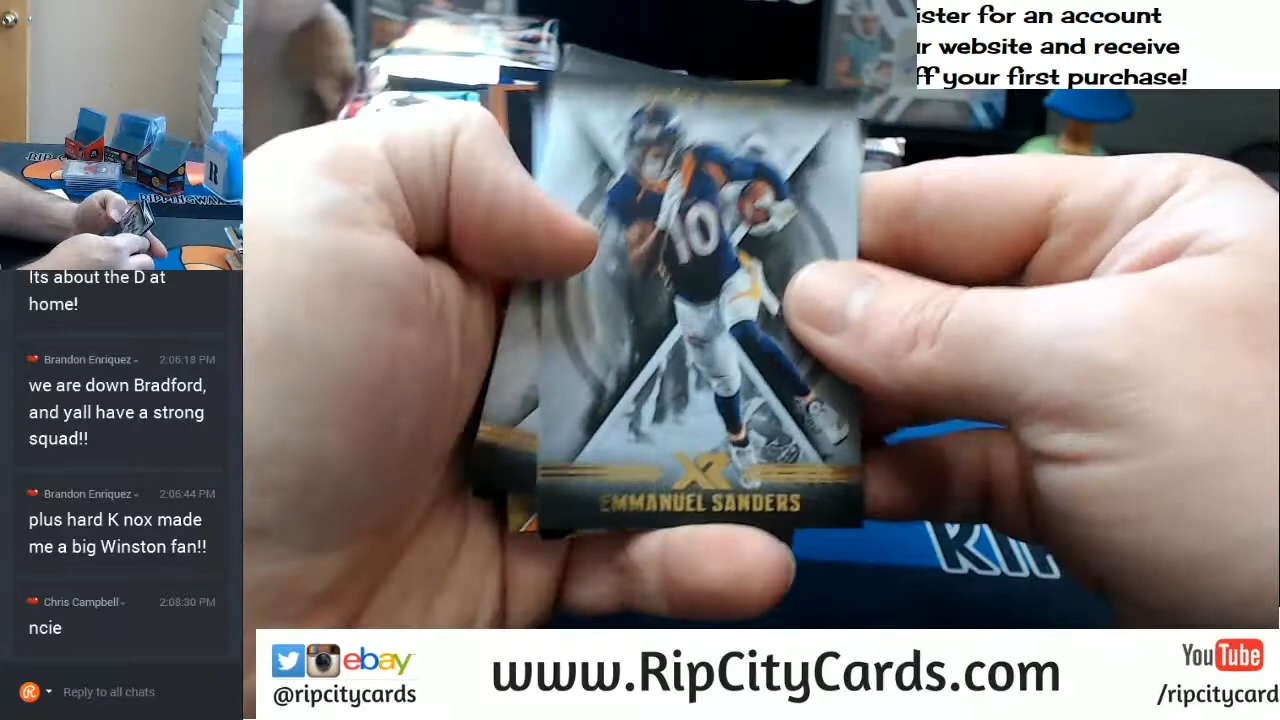 ister for an account
r website and receive
ff your first purchase!
RIPPINGWA
R
Its about the D at
home!
Brandon Enriquez
2:06:18 PM
we are down Bradford,
and yall have a strong
squad!!
Brandon Enriquez
2:06:44 PM
plus hard K nox made
me a big Winston fan!!
Chris Campbell
2:08:30 PM
ncie
Reply to all chats
10
XR
EMMANUEL SANDERS
RIP
ebay
@ripcitycards
www.RipCityCards.com
YouTube
/ripcitycard